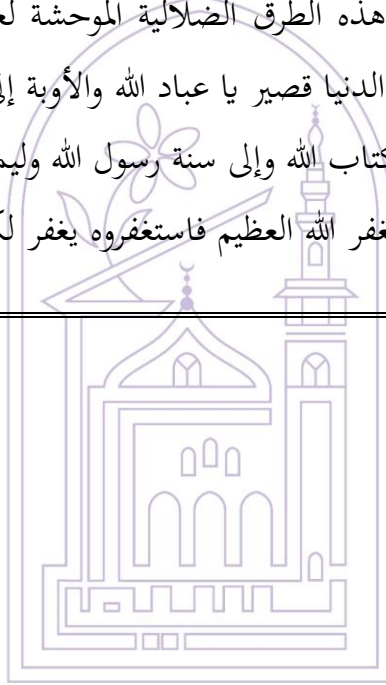 هذه الطرق الضلالية الموحشة لع
الدنيا قصير يا عباد الله والأوبة إلى
كتاب الله وإلى سنة رسول الله وليم
غفر الله العظيم فاستغفروه يغفر لك